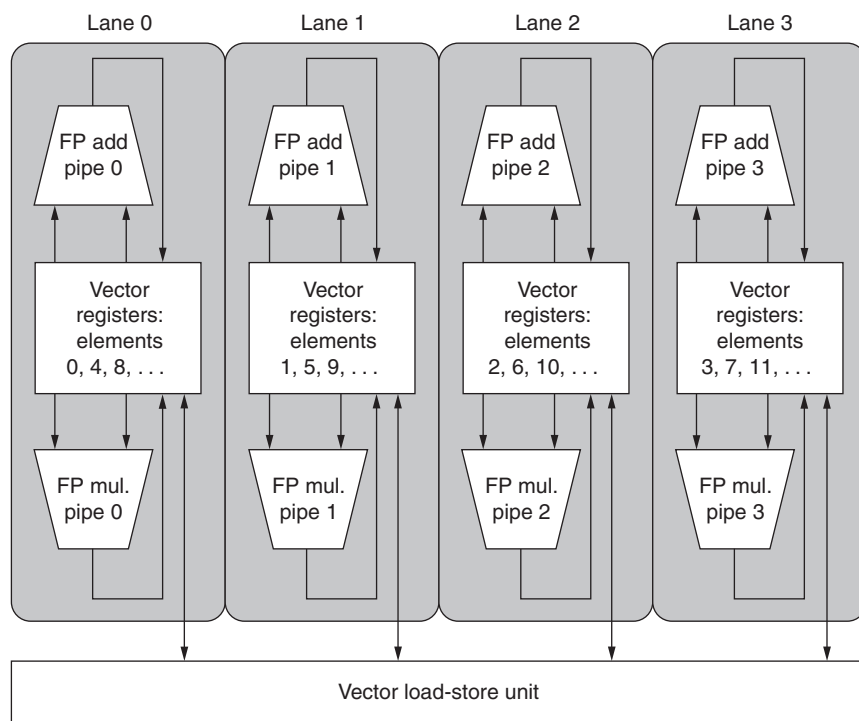 Lane 0
Lane 1
Lane 2
Lane 3
FP add
pipe 0
FP add
pipe 1
FP add
pipe 2
FP add
pipe 3
Vector
registers:
elements
0, 4, 8, . . .
Vector
registers:
elements
1, 5, 9, . . .
Vector
registers:
elements
2, 6, 10, . . .
Vector
registers:
elements
3, 7, 11, . . .
FP mul.
pipe 0
FP mul.
pipe 1
FP mul.
pipe 2
FP mul.
pipe 3
Vector load-store unit